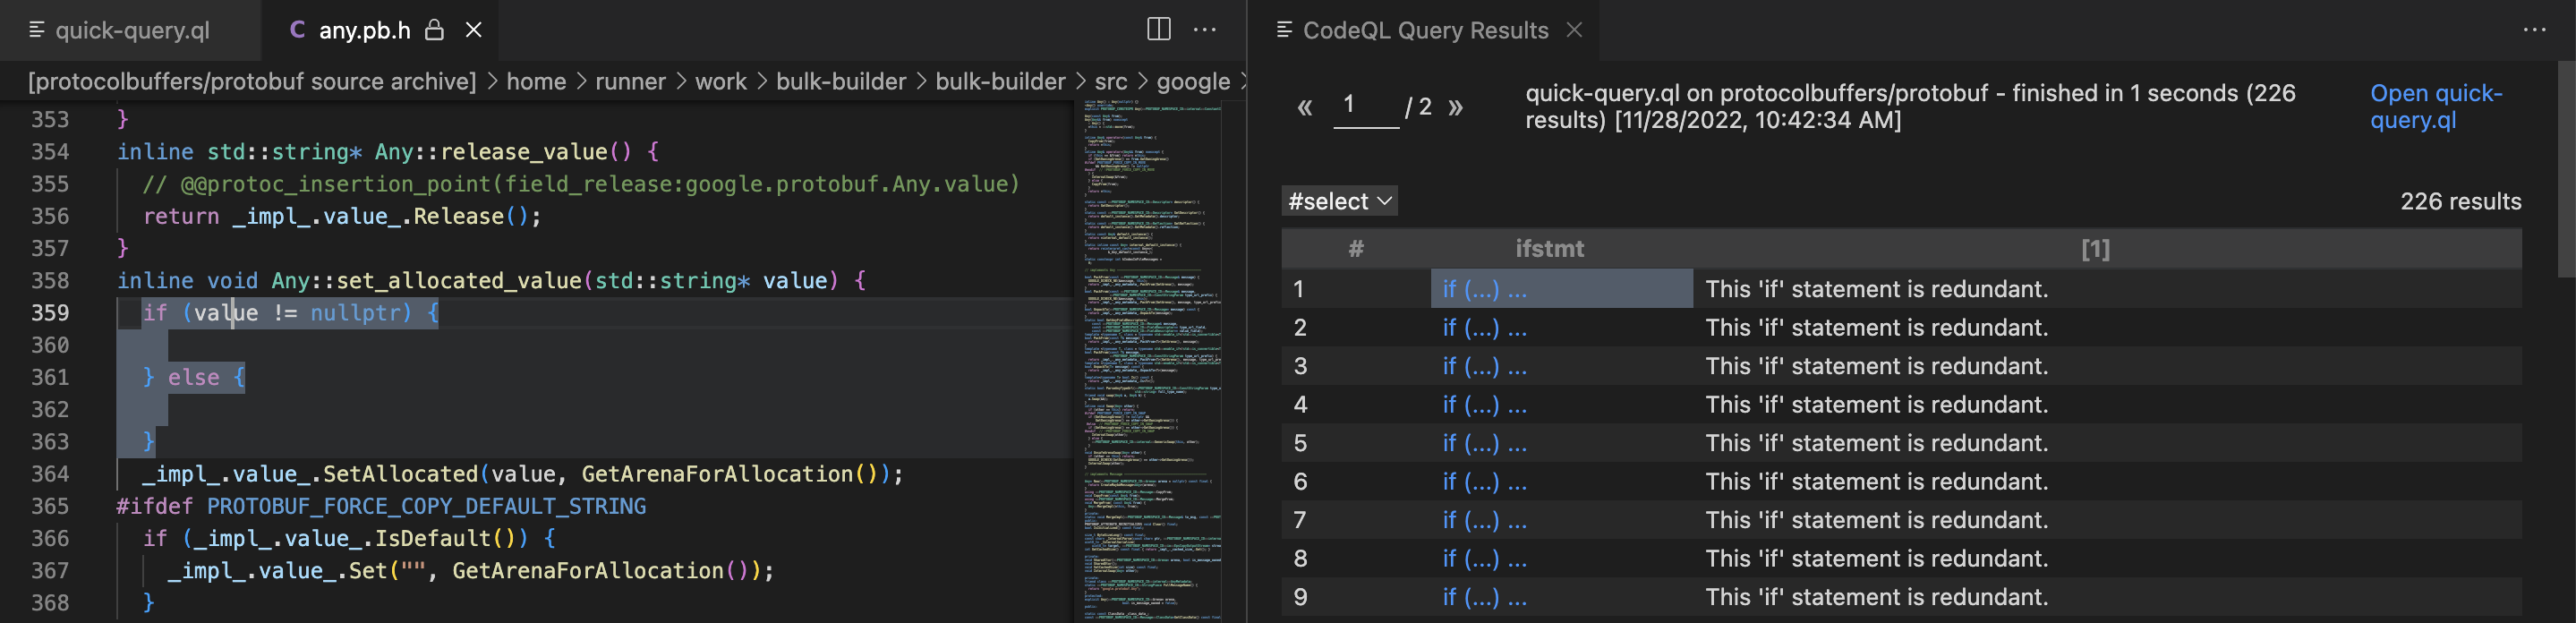 quick-query.ql
C any.pb.h
[protocolbuffers/protobuf source archive] > home > runner > work > bulk-builder > bulk-builder > src > google >
353 }
354 inline std::string* Any::release_value() {
355 // @@protoc_insertion_point(field_release:google.protobuf.Any.value)
356 return _impl_.value_.Release();
357 }
358 inline void Any::set_allocated_value(std::string* value) {
359 if (value != nullptr) {
360
361 } else {
362
363 }
364 _impl_.value_.SetAllocated(value, GetArenaForAllocation());
365 #ifdef PROTOBUF_FORCE_COPY_DEFAULT_STRING
366 if (_impl_.value_.IsDefault()) {
367 _impl_.value_.Set("", GetArenaForAllocation());
368 }
CodeQL Query Results
« 1 / 2 »
quick-query.ql on protocolbuffers/protobuf - finished in 1 seconds (226
results) [11/28/2022, 10:42:34 AM]
Open quick-
query.ql
#select
226 results
# ifstmt [1]
1 if (...) ... This 'if' statement is redundant.
2 if (...) ... This 'if' statement is redundant.
3 if (...) ... This 'if' statement is redundant.
4 if (...) ... This 'if' statement is redundant.
5 if (...) ... This 'if' statement is redundant.
6 if (...) ... This 'if' statement is redundant.
7 if (...) ... This 'if' statement is redundant.
8 if (...) ... This 'if' statement is redundant.
9 if (...) ... This 'if' statement is redundant.